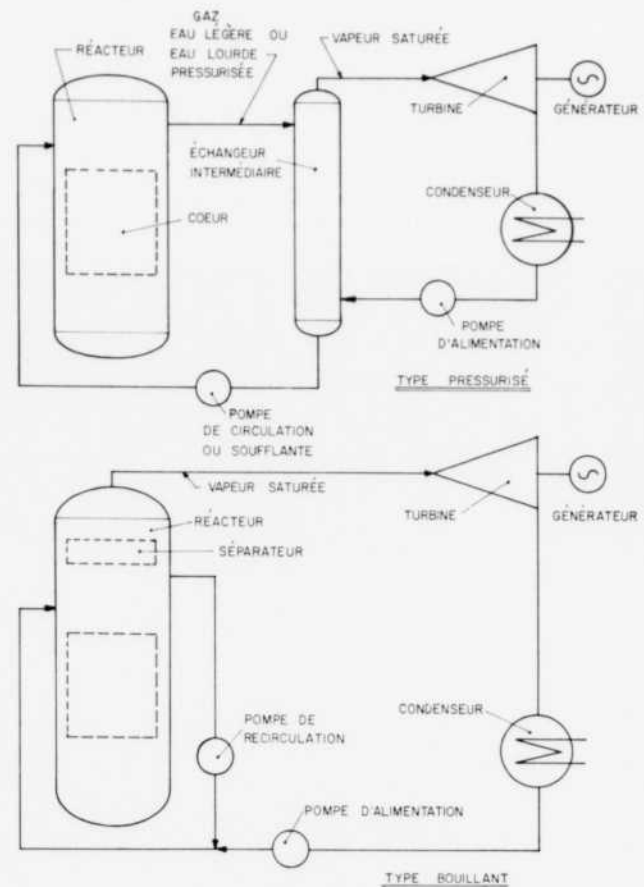 GAZ
EAU LÉGÈRE OU
EAU LOURDE
PRESSURISÉE
RÉACTEUR
VAPEUR SATURÉE
TURBINE
GÉNÉRATEUR
ÉCHANGEUR
INTERMÉDIAIRE
COEUR
CONDENSEUR
POMPE
D'ALIMENTATION
TYPE PRESSURISÉ
POMPE
DE CIRCULATION
OU SOUFFLANTE
VAPEUR SATURÉE
TURBINE
GÉNÉRATEUR
RÉACTEUR
SÉPARATEUR
CONDENSEUR
POMPE DE
RECIRCULATION
POMPE D'ALIMENTATION
TYPE BOUILLANT